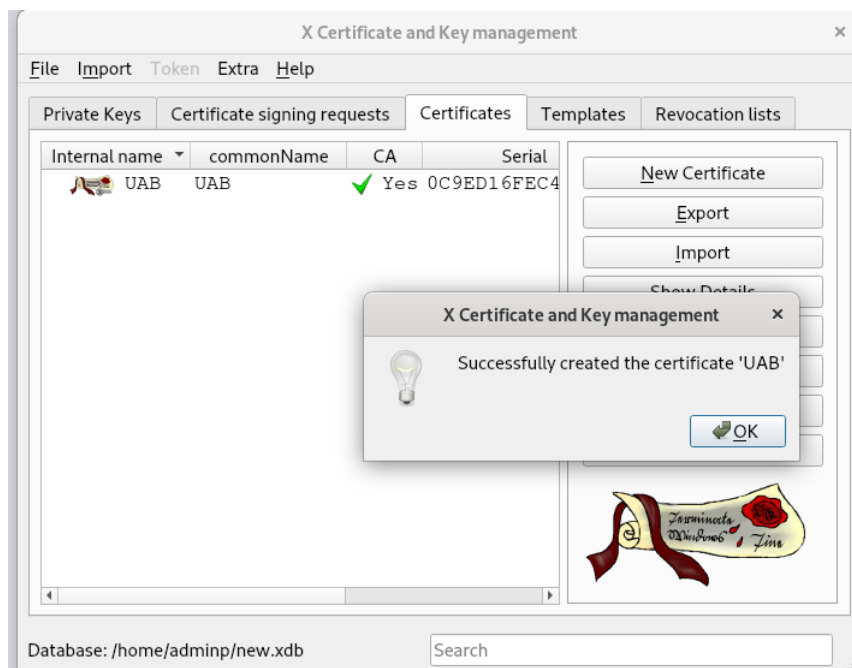 X Certificate and Key management
File Import Token Extra Help
Private Keys Certificate signing requests Certificates Templates Revocation lists
Internal name commonName CA Serial
UAB UAB Yes 0C9ED16FEC4
New Certificate
Export
Import
Show Details
X Certificate and Key management
Successfully created the certificate 'UAB'
OK
Database: /home/adminp/new.xdb Search